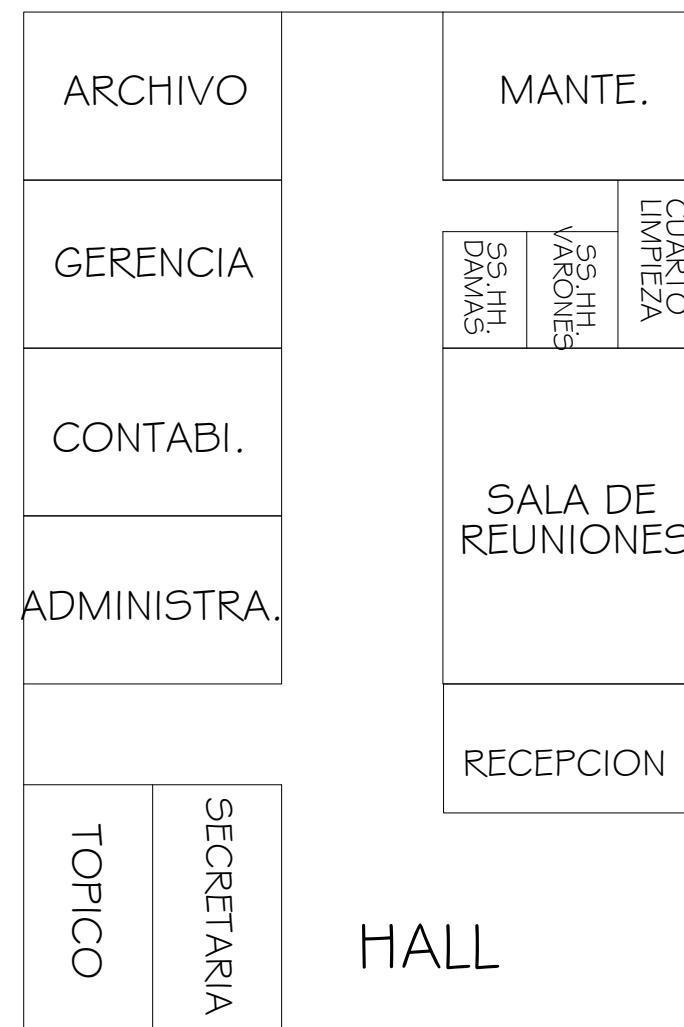 ARCHIVO
MANTE.
GERENCIA
SS.HH.
DAMAS
SS.HH.
VARONES
CUARTO
LIMPIEZA
CONTABI.
SALA DE
REUNIONES
ADMINISTRA.
RECEPCION
TOPICO
SECRETARIA
HALL